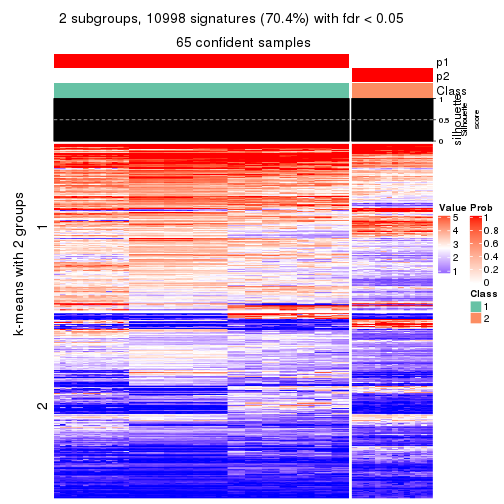 2 subgroups, 10998 signatures (70.4%) with fdr < 0.05
65 confident samples
p1
p2
Class
1
0.5
0
silhouette
Silhouette
score
k-means with 2 groups
1
2
Value
5
4
3
2
1
Prob
1
0.8
0.6
0.4
0.2
0
Class
1
2